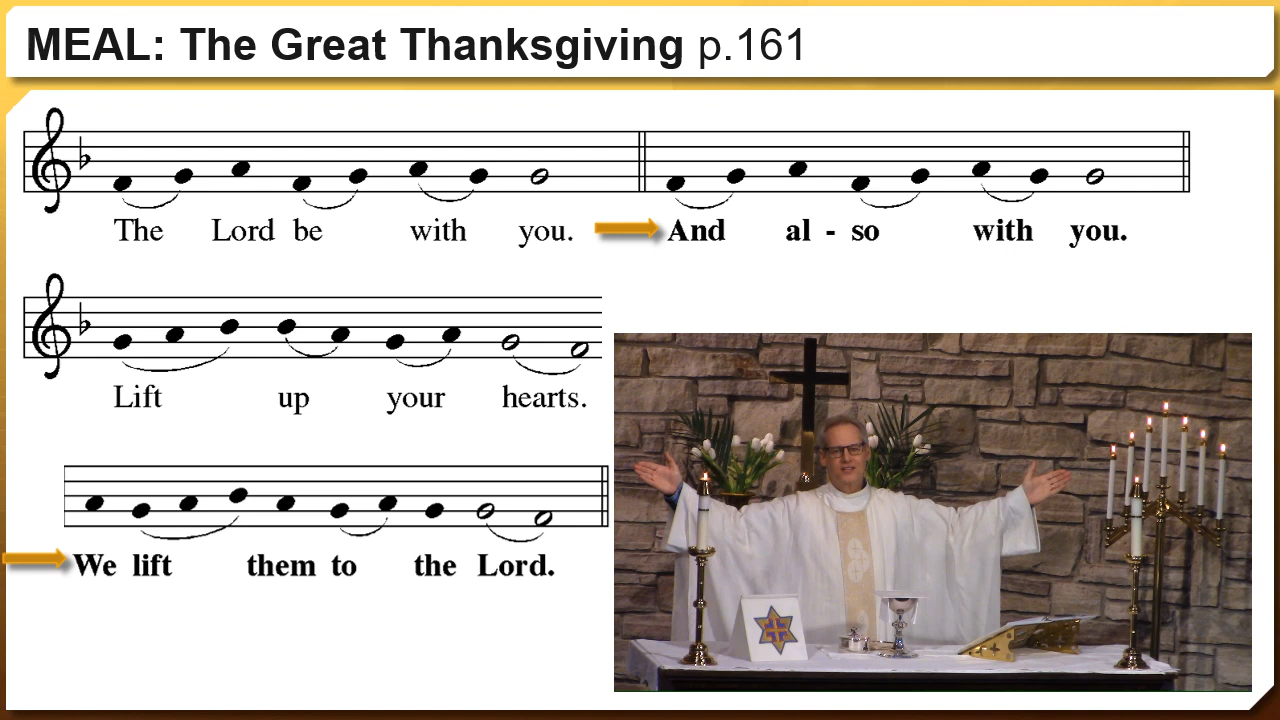 MEAL: The Great Thanksgiving p.161
The Lord be with you. And al - so with you.
Lift up your hearts.
We lift them to the Lord.